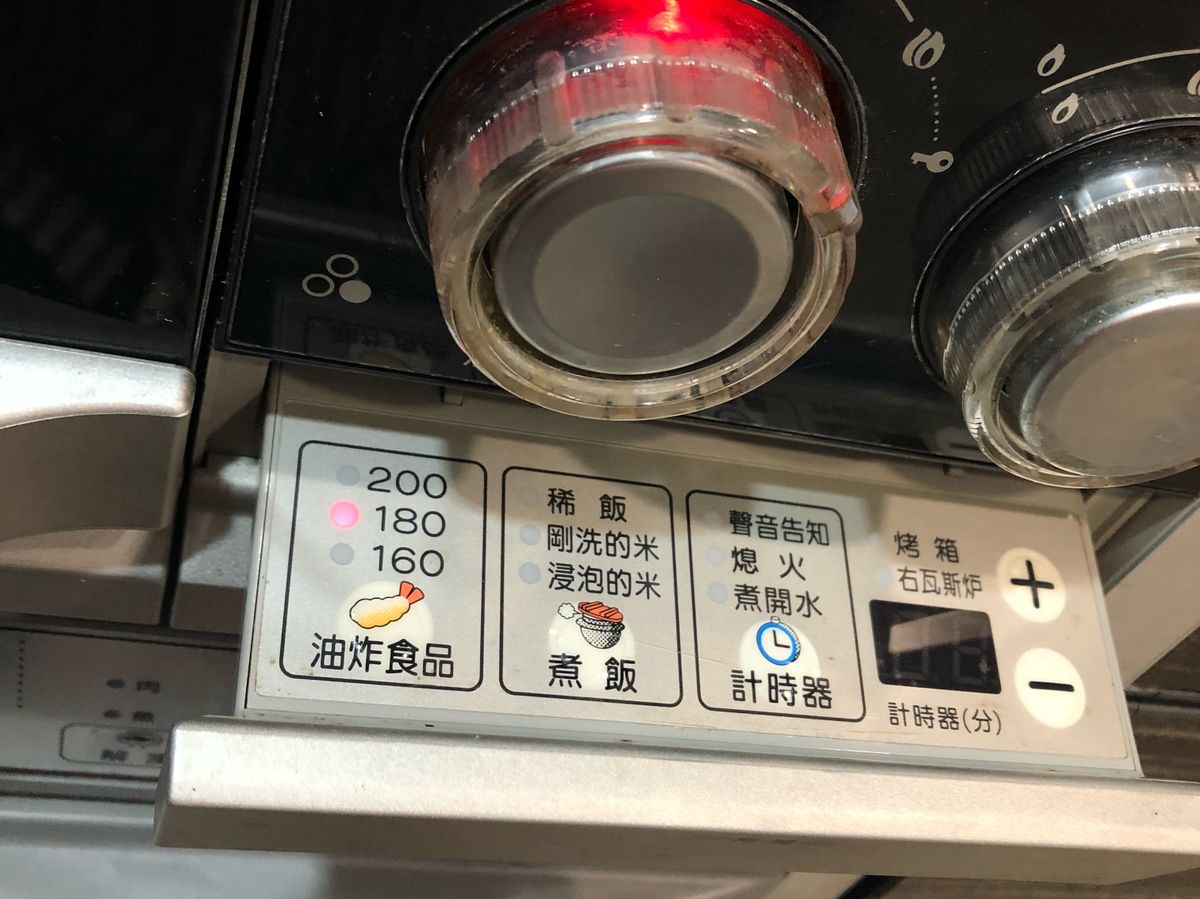 200
180
160
油炸食品
稀飯
剛洗的米
浸泡的米
煮飯
聲音告知
熄火
煮開水
計時器
烤箱
右瓦斯炉
計時器(分)
+
−